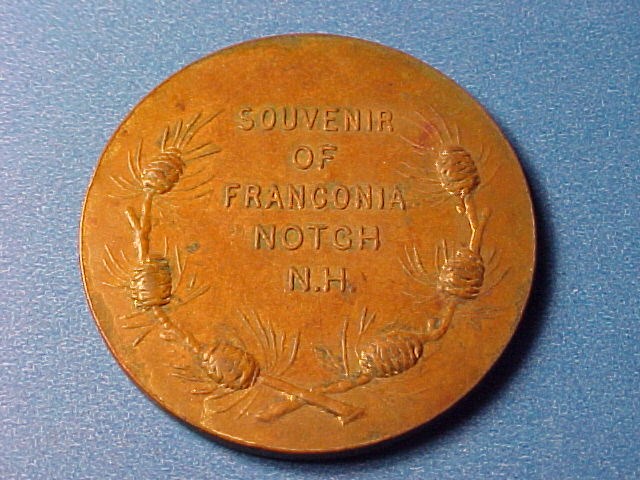 SOUVENIR
OF
FRANCONIA
NOTCH
N.H.